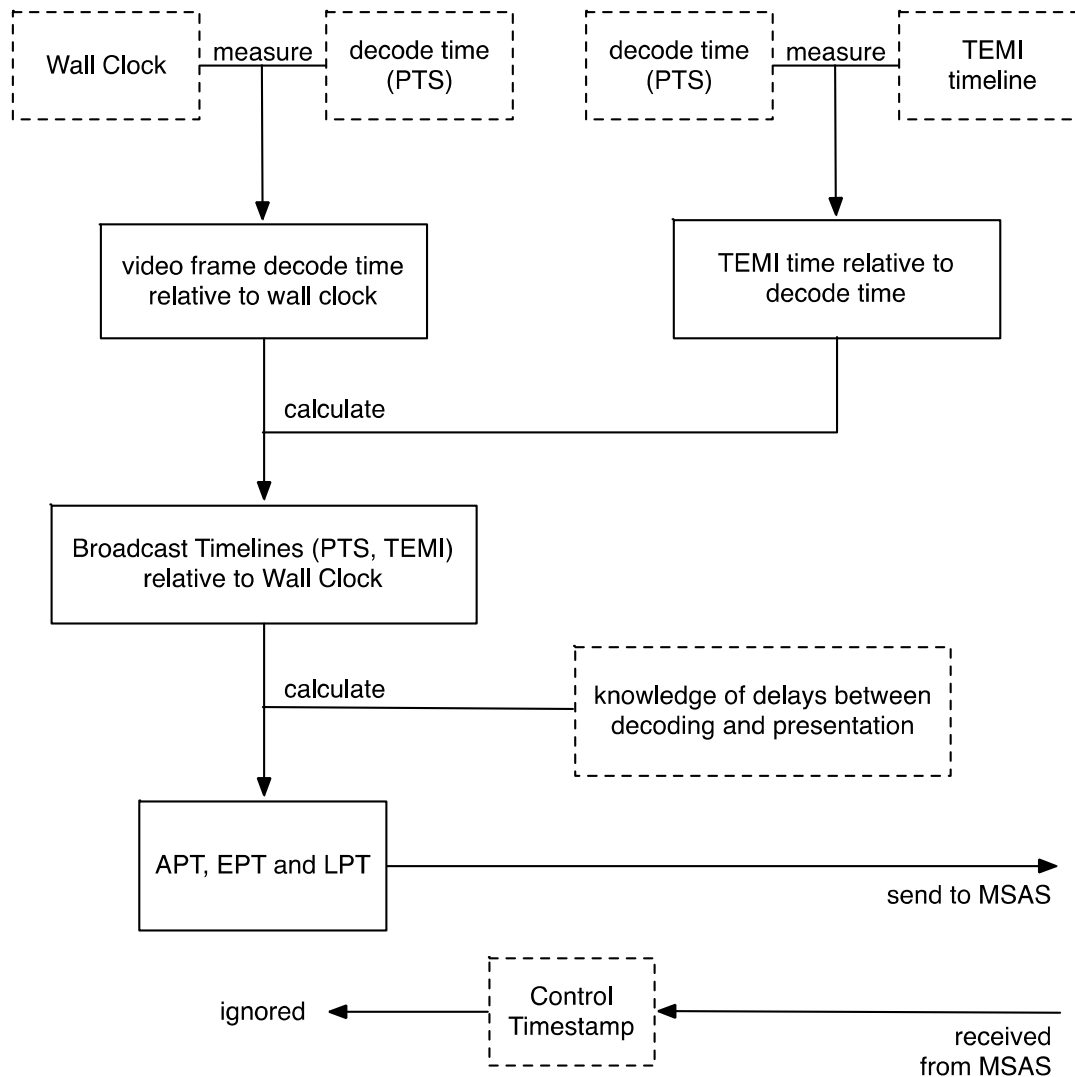 Wall Clock
measure
decode time
(PTS)
decode time
(PTS)
measure
TEMI
timeline
video frame decode time
relative to wall clock
TEMI time relative to
decode time
calculate
Broadcast Timelines (PTS, TEMI)
relative to Wall Clock
calculate
knowledge of delays between
decoding and presentation
APT, EPT and LPT
send to MSAS
ignored
Control
Timestamp
received
from MSAS